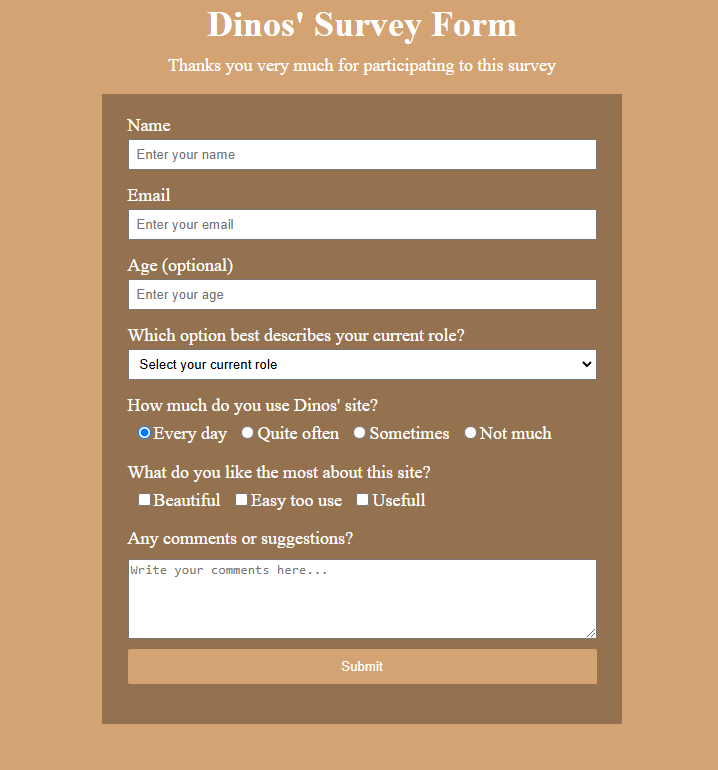 Dinos' Survey Form
Thanks you very much for participating to this survey
Name
Enter your name
Email
Enter your email
Age (optional)
Enter your age
Which option best describes your current role?
Select your current role
How much do you use Dinos' site?
Every day Quite often Sometimes Not much
What do you like the most about this site?
Beautiful Easy too use Usefull
Any comments or suggestions?
Write your comments here...
Submit